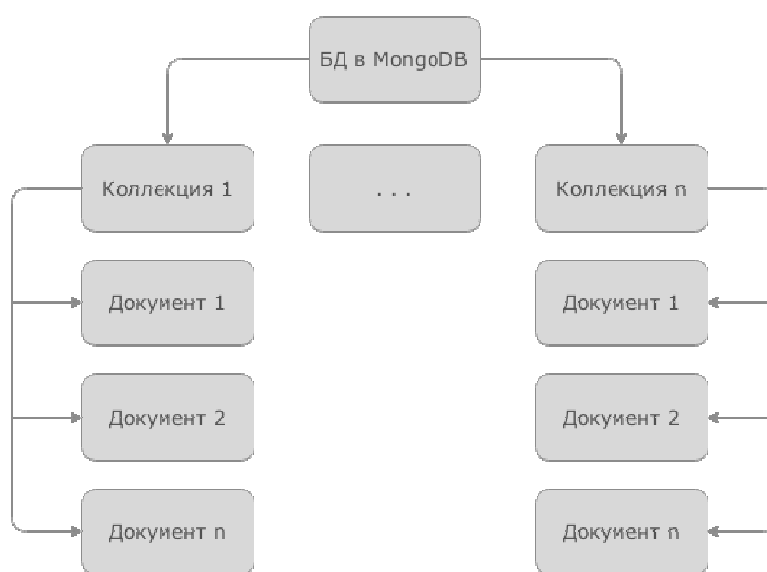 БД в MongoDB
Коллекция 1
. . .
Коллекция n
Документ 1
Документ 1
Документ 2
Документ 2
Документ n
Документ n